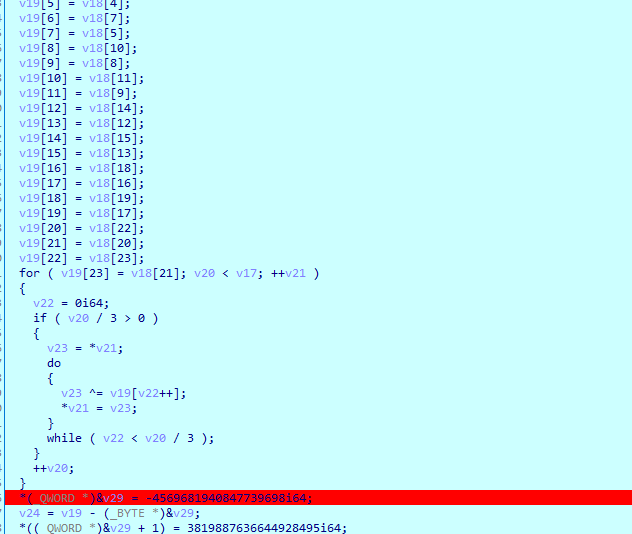 v19[5] = v18[4];
v19[6] = v18[7];
v19[7] = v18[5];
v19[8] = v18[10];
v19[9] = v18[8];
v19[10] = v18[11];
v19[11] = v18[9];
v19[12] = v18[14];
v19[13] = v18[12];
v19[14] = v18[15];
v19[15] = v18[13];
v19[16] = v18[18];
v19[17] = v18[16];
v19[18] = v18[19];
v19[19] = v18[17];
v19[20] = v18[22];
v19[21] = v18[20];
v19[22] = v18[23];
for ( v19[23] = v18[21]; v20 < v17; ++v21 )
{
v22 = 0i64;
if ( v20 / 3 > 0 )
{
v23 = *v21;
do
{
v23 ^= v19[v22++];
*v21 = v23;
}
while ( v22 < v20 / 3 );
}
++v20;
}
*(_QWORD *)&v29 = -4569681940847739698i64;
v24 = v19 - (_BYTE *)&v29;
*((_QWORD *)&v29 + 1) = 3819887636644928495i64;